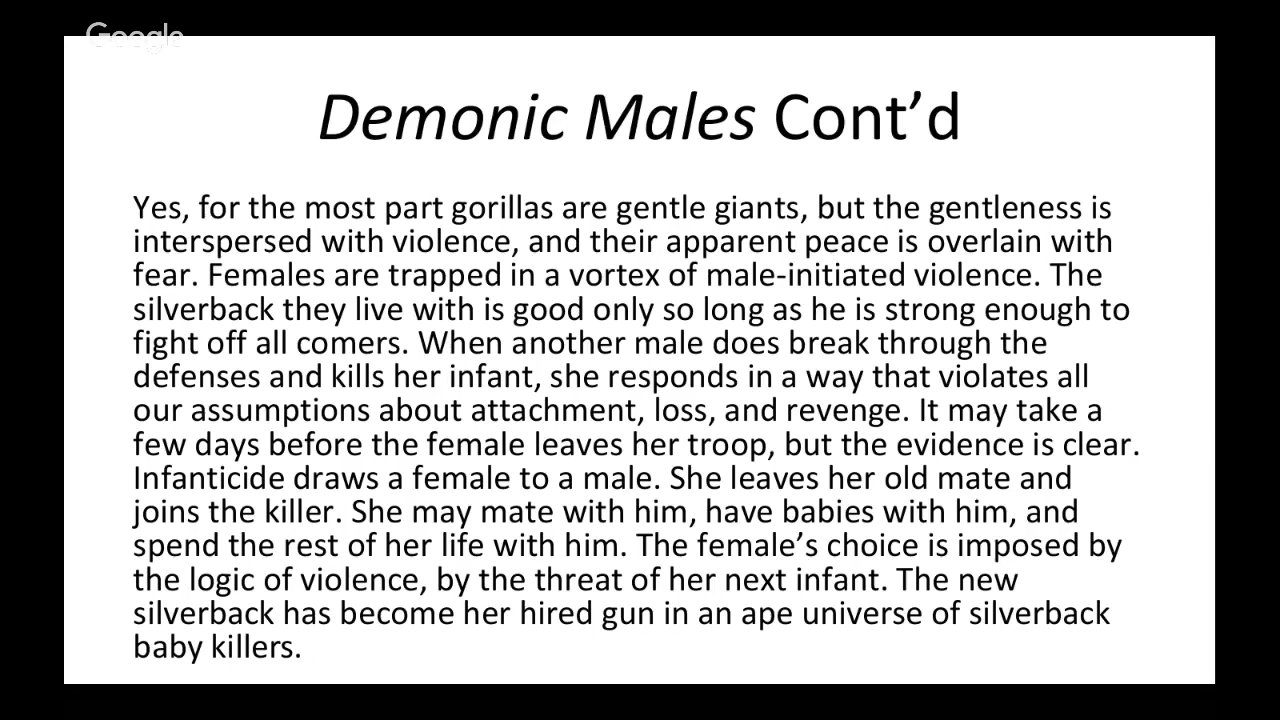 Google
Demonic Males Cont’d
Yes, for the most part gorillas are gentle giants, but the gentleness is
interspersed with violence, and their apparent peace is overlain with
fear. Females are trapped in a vortex of male-initiated violence. The
silverback they live with is good only so long as he is strong enough to
fight off all comers. When another male does break through the
defenses and kills her infant, she responds in a way that violates all
our assumptions about attachment, loss, and revenge. It may take a
few days before the female leaves her troop, but the evidence is clear.
Infanticide draws a female to a male. She leaves her old mate and
joins the killer. She may mate with him, have babies with him, and
spend the rest of her life with him. The female’s choice is imposed by
the logic of violence, by the threat of her next infant. The new
silverback has become her hired gun in an ape universe of silverback
baby killers.